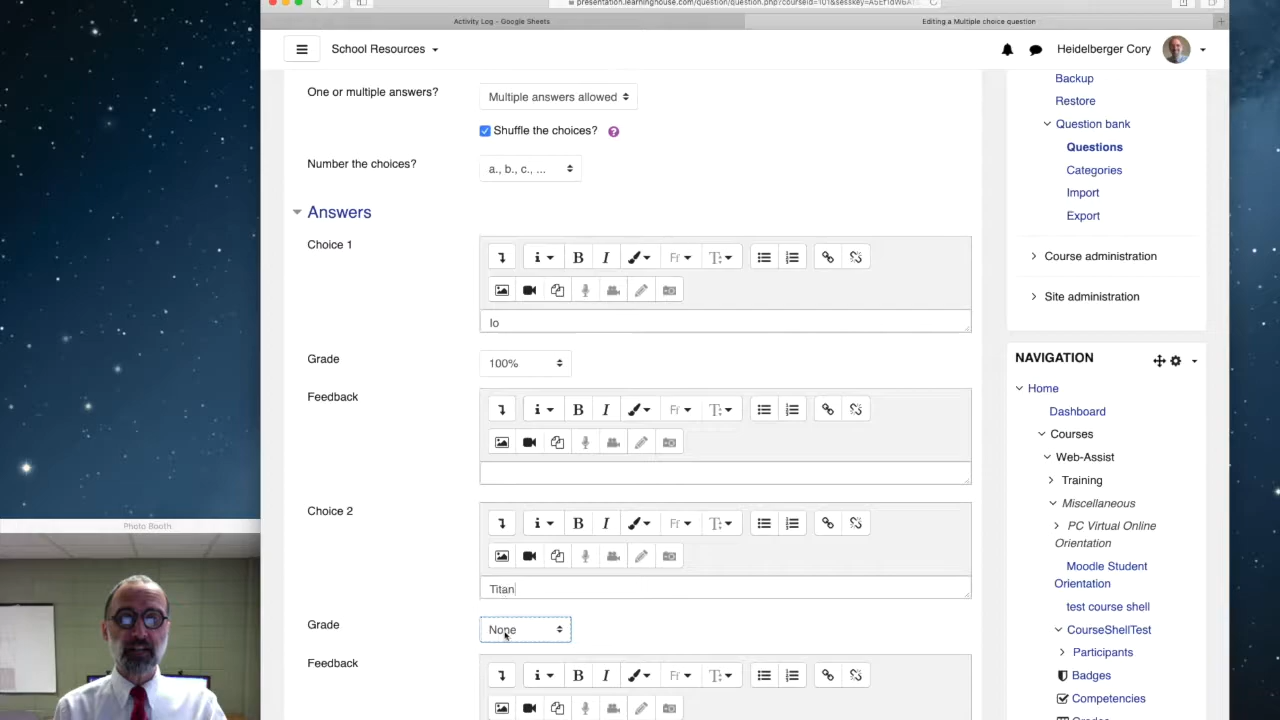 Activity Log - Google Sheets
Editing a Multiple choice question
School Resources
Heidelberger Cory
One or multiple answers?
Multiple answers allowed
Shuffle the choices?
Number the choices?
a., b., c., ...
Answers
Choice 1
Io
Grade
100%
Feedback
Choice 2
Titan
Grade
None
Feedback
Backup
Restore
Question bank
Questions
Categories
Import
Export
Course administration
Site administration
NAVIGATION
Home
Dashboard
Courses
Web-Assist
Training
Miscellaneous
PC Virtual Online
Orientation
Moodle Student
Orientation
test course shell
CourseShellTest
Participants
Badges
Competencies
Photo Booth